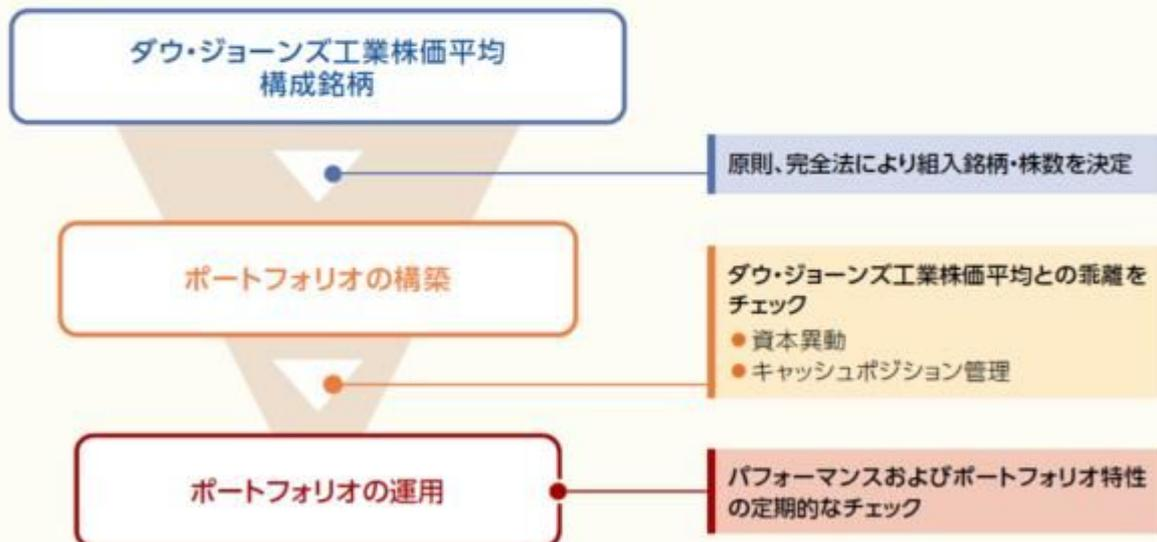 ダウ・ジョーンズ工業株価平均
構成銘柄
原則、完全法により組入銘柄・株数を決定
ポートフォリオの構築
ダウ・ジョーンズ工業株価平均との乖離を
チェック
● 資本異動
● キャッシュポジション管理
ポートフォリオの運用
パフォーマンスおよびポートフォリオ特性
の定期的なチェック